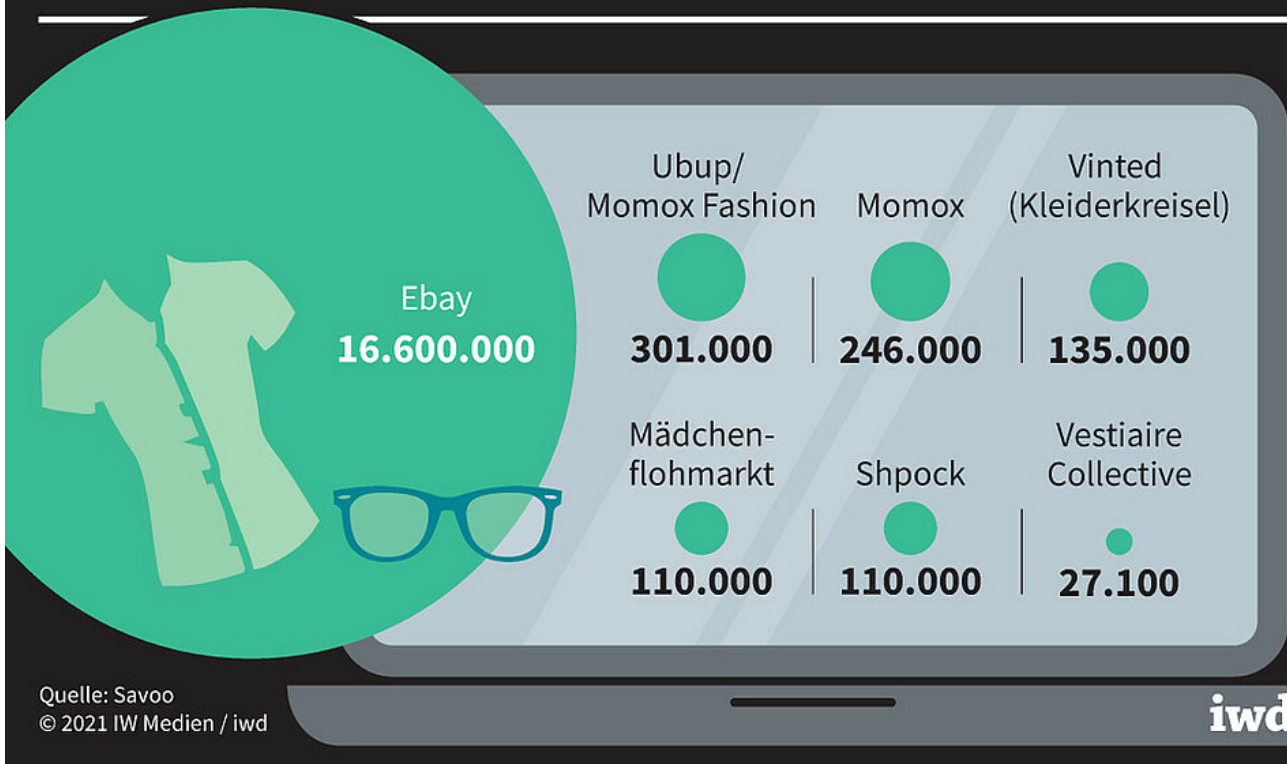 Ebay
16.600.000
Ubup/
Momox Fashion
301.000
Momox
246.000
Vinted
(Kleiderkreisel)
135.000
Mädchen-
flohmarkt
110.000
Shpock
110.000
Vestiaire
Collective
27.100
Quelle: Savoo
© 2021 IW Medien / iwd
iwd